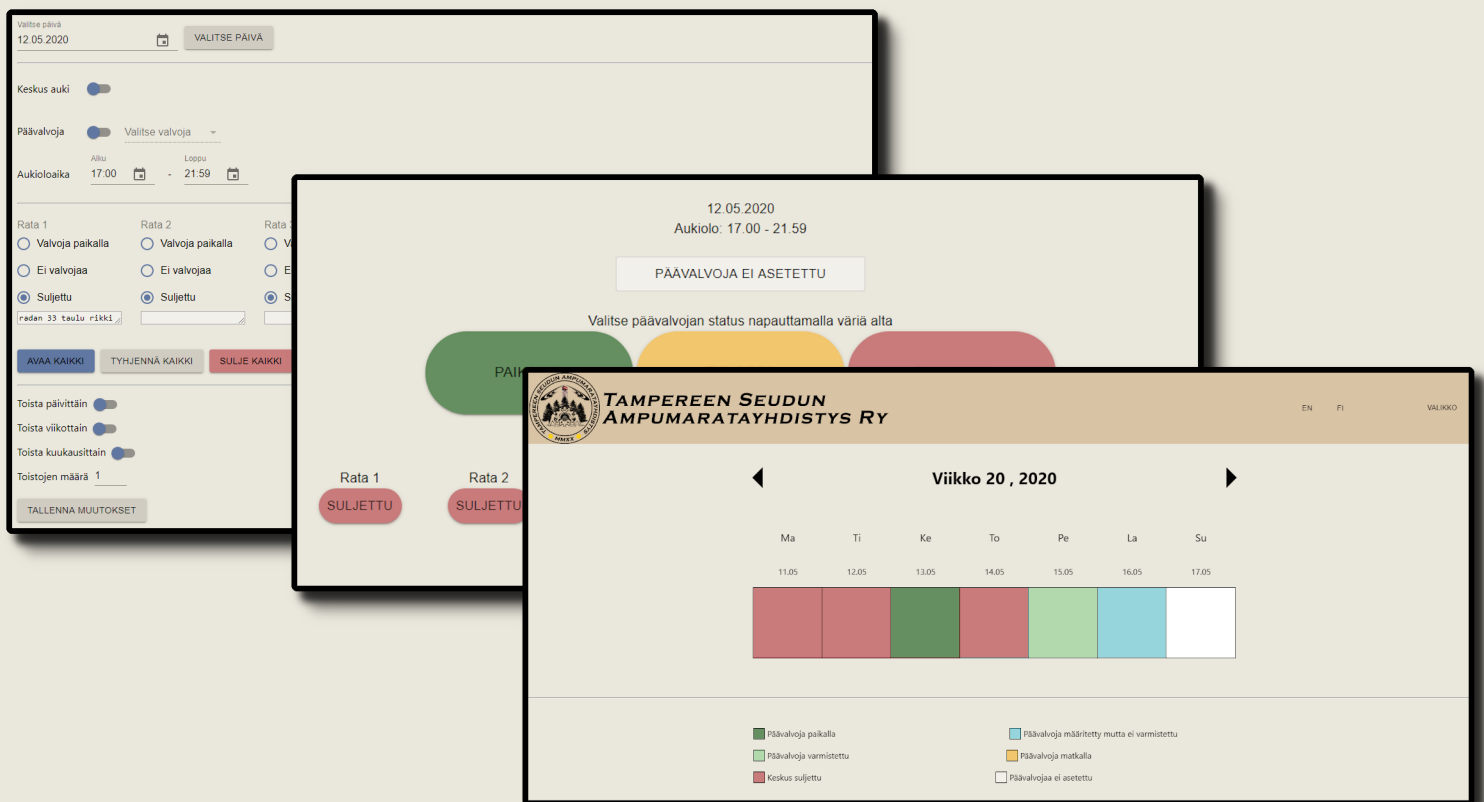 Valitse päivä
12.05.2020
VALITSE PÄIVÄ
Keskus auki
Päävalvoja
Valitse valvoja
Alku
Loppu
Aukioloaika
17:00
-
21:59
Rata 1
Rata 2
Rata
Valvoja paikalla
Valvoja paikalla
Ei valvojaa
Ei valvojaa
E
Suljettu
Suljettu
S
radan 33 taulu rikki
AVAA KAIKKI
TYHJENNÄ KAIKKI
SULJE KAIKKI
Toista päivittäin
Toista viikottain
Toista kuukausittain
Toistojen määrä 1
TALLENNA MUUTOKSET
12.05.2020
Aukiolo: 17.00 - 21.59
PÄÄVALVOJA EI ASETETTU
Valitse päävalvojan status napauttamalla väriä alta
PAIK
Rata 1
Rata 2
SULJETTU
SULJETTU
TAMPEREEN SEUDUN AMPUMARATAYHDISTYS
MMXX
TAMPEREEN SEUDUN
AMPUMARATAYHDISTYS RY
EN
FI
VALIKKO
Viikko 20 , 2020
Ma Ti Ke To Pe La Su
11.05 12.05 13.05 14.05 15.05 16.05 17.05
Päävalvoja paikalla
Päävalvoja määritetty mutta ei varmistettu
Päävalvoja varmistettu
Päävalvoja matkalla
Keskus suljettu
Päävalvojaa ei asetettu